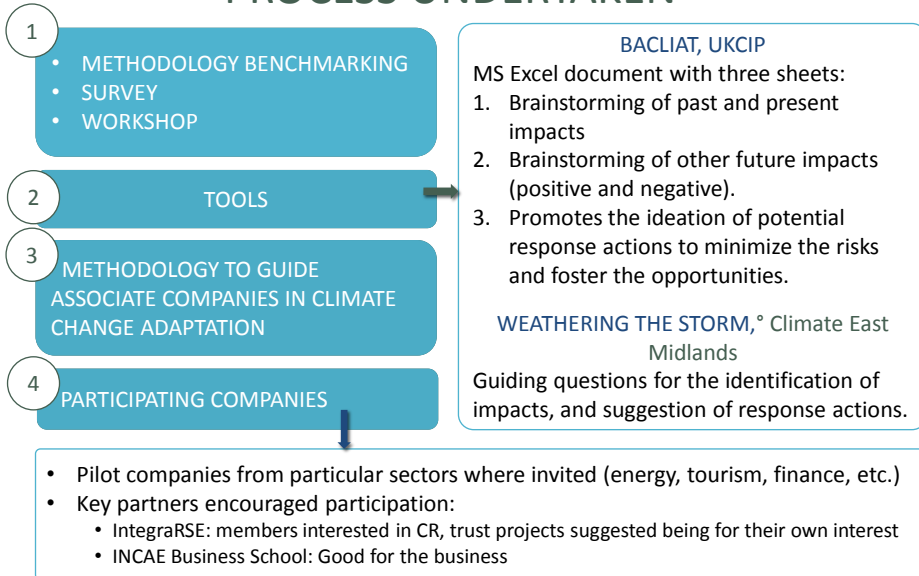 PROCESS UNDERTAKEN
1
• METHODOLOGY BENCHMARKING
• SURVEY
• WORKSHOP
2
TOOLS
3
METHODOLOGY TO GUIDE
ASSOCIATE COMPANIES IN CLIMATE
CHANGE ADAPTATION
4
PARTICIPATING COMPANIES
BACLIAT, UKCIP
MS Excel document with three sheets:
1. Brainstorming of past and present
impacts
2. Brainstorming of other future impacts
(positive and negative).
3. Promotes the ideation of potential
response actions to minimize the risks
and foster the opportunities.
WEATHERING THE STORM,° Climate East
Midlands
Guiding questions for the identification of
impacts, and suggestion of response actions.
• Pilot companies from particular sectors where invited (energy, tourism, finance, etc.)
• Key partners encouraged participation:
• IntegraRSE: members interested in CR, trust projects suggested being for their own interest
• INCAE Business School: Good for the business